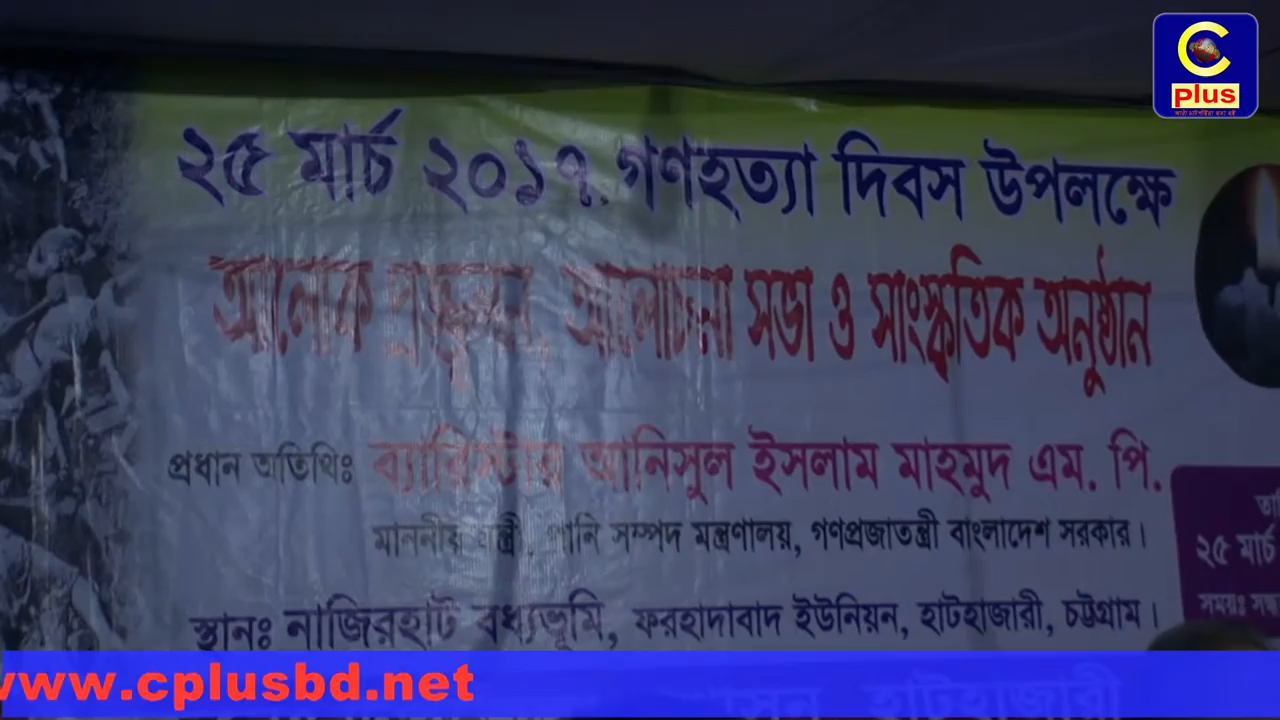 C
plus
২৫ মার্চ ২০১৭ গণহত্যা দিবস উপলক্ষে
আলোক প্রজ্জ্বলন, আলোচনা সভা ও সাংস্কৃতিক অনুষ্ঠান
প্রধান অতিথিঃ ব্যারিস্টার আনিসুল ইসলাম মাহমুদ এম. পি.
মাননীয় মন্ত্রী, পানি সম্পদ মন্ত্রণালয়, গণপ্রজাতন্ত্রী বাংলাদেশ সরকার।
২৫ মার্চ
সময়ঃ
স্থানঃ নাজিরহাট বধ্যভূমি, ফরহাদাবাদ ইউনিয়ন, হাটহাজারী, চট্টগ্রাম।
www.cplusbd.net
হাটহাজারী